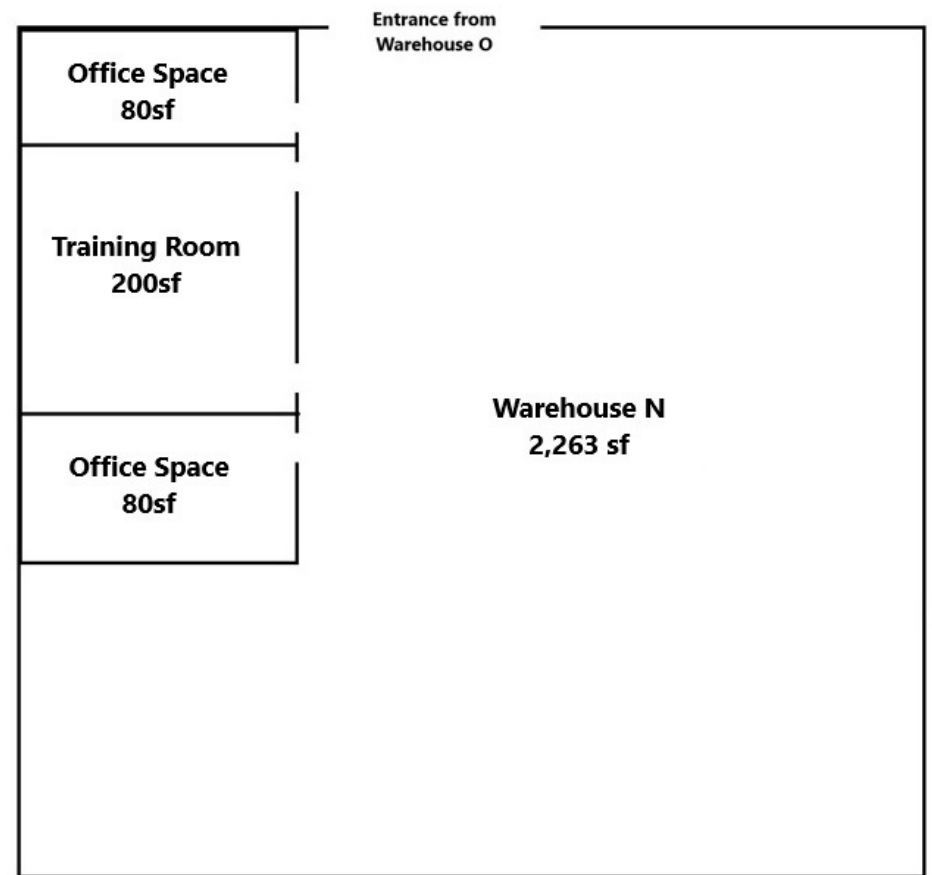 Entrance from
Warehouse O
Office Space
80sf
Training Room
200sf
Warehouse N
2,263 sf
Office Space
80sf